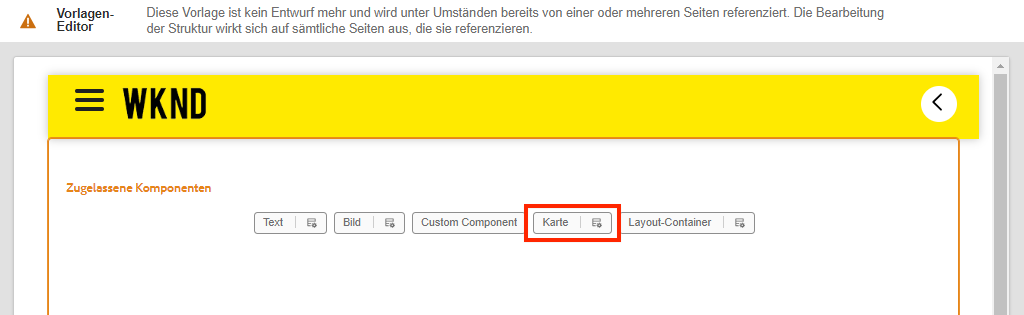 Vorlagen-
Editor
Diese Vorlage ist kein Entwurf mehr und wird unter Umständen bereits von einer oder mehreren Seiten referenziert. Die Bearbeitung
der Struktur wirkt sich auf sämtliche Seiten aus, die sie referenzieren.
WKND
Zugelassene Komponenten
Text Bild Custom Component Karte Layout-Container